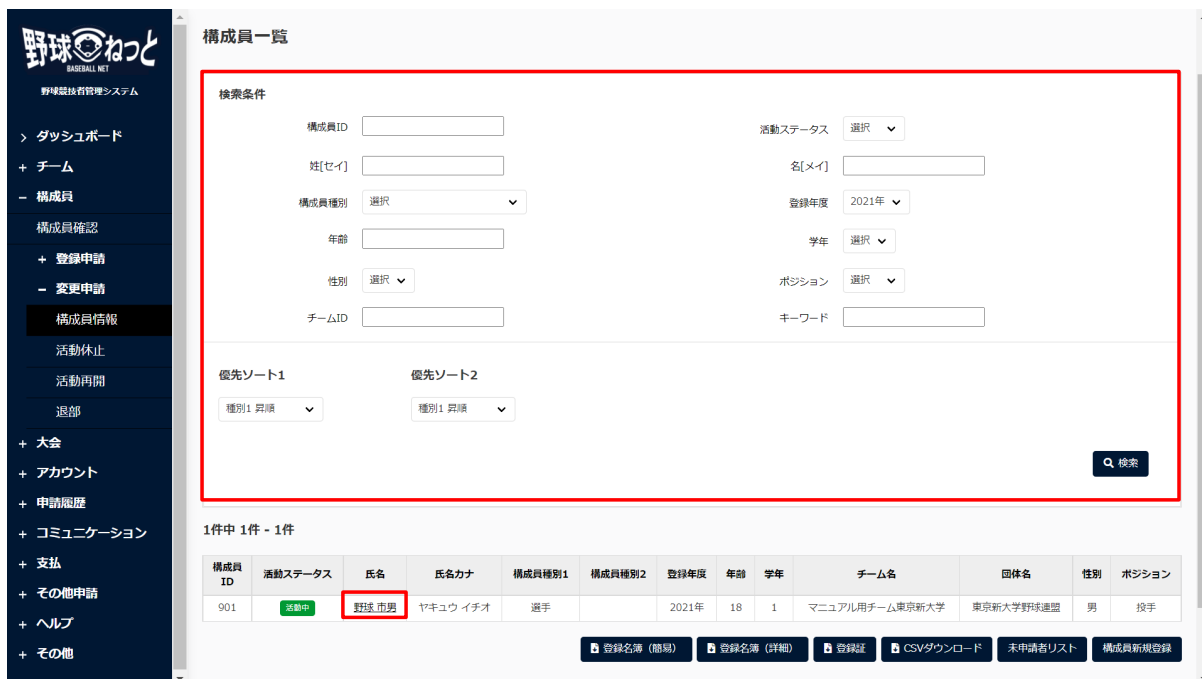 野球ねっと
BASEBALL NET
野球競技者管理システム
> ダッシュボード
+ チーム
− 構成員
構成員確認
+ 登録申請
− 変更申請
構成員情報
活動休止
活動再開
退部
+ 大会
+ アカウント
+ 申請履歴
+ コミュニケーション
+ 支払
+ その他申請
+ ヘルプ
+ その他
構成員一覧
検索条件
構成員ID
活動ステータス 選択
姓[セイ]
名[メイ]
構成員種別 選択
登録年度 2021年
年齢
学年 選択
性別 選択
ポジション 選択
チームID
キーワード
優先ソート1 優先ソート2
種別1 昇順 種別1 昇順
検索
1件中 1件 - 1件
構成員ID 活動ステータス 氏名 氏名カナ 構成員種別1 構成員種別2 登録年度 年齢 学年 チーム名 団体名 性別 ポジション
901 活動中 野球 市男 ヤキュウ イチオ 選手 2021年 18 1 マニュアル用チーム東京新大学 東京新大学野球連盟 男 投手
登録名簿（簡易） 登録名簿（詳細） 登録証 CSVダウンロード 未申請者リスト 構成員新規登録